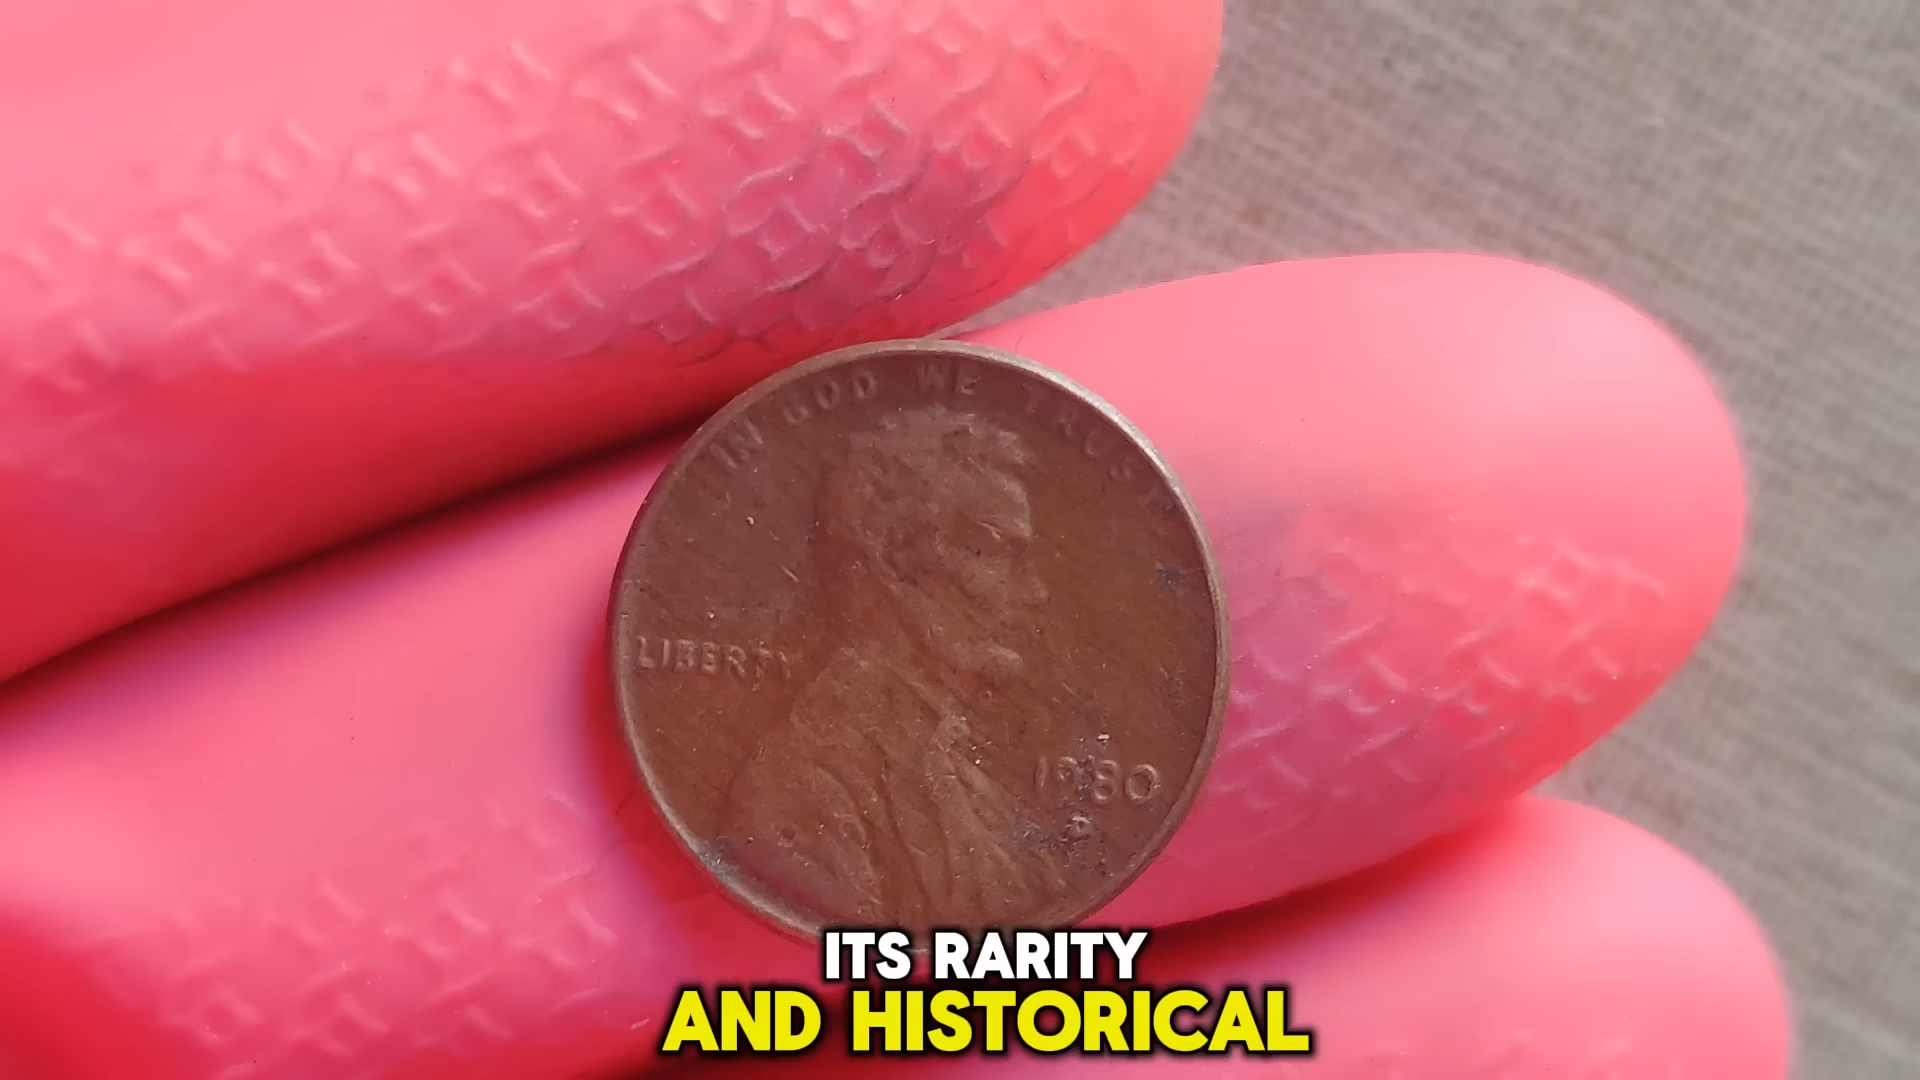 IN GOD WE TRUST
LIBERTY
1980
D
ITS RARITY
AND HISTORICAL